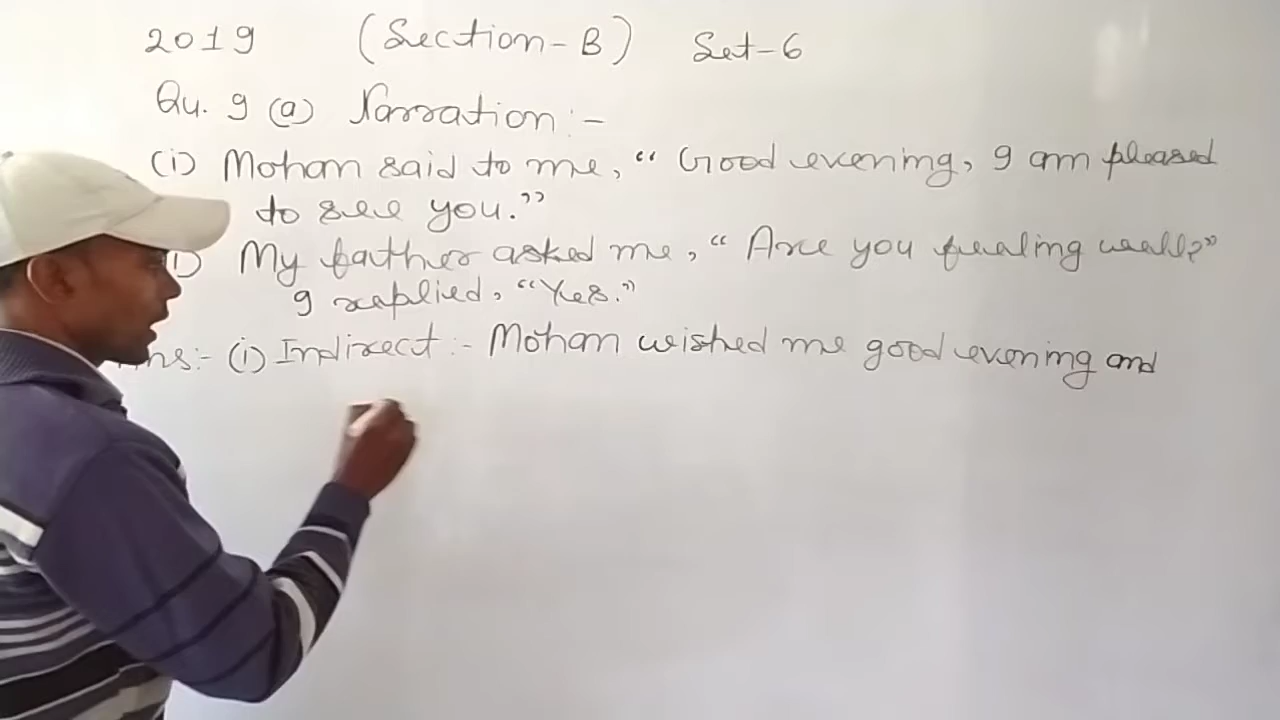 2019 (Section-B) Set-6
Qu. 9 (a) Narration :-
(i) Mohan said to me, “Good evening, I am pleased
to see you.”
My father asked me, “Are you feeling well?”
I replied, “Yes.”
Ans:- (i) Indirect :- Mohan wished me good evening and